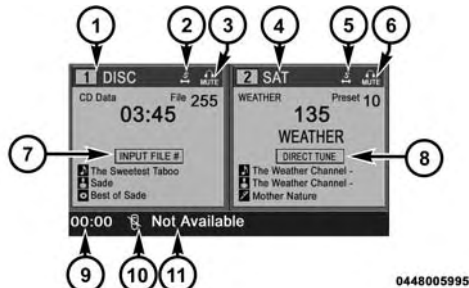 1 2 3 4 5 6
1 DISC S MUTE
CD Data File 255
03:45
INPUT FILE #
The Sweetest Taboo
Sade
Best of Sade
2 SAT S MUTE
WEATHER Preset 10
135
WEATHER
DIRECT TUNE
The Weather Channel -
The Weather Channel -
Mother Nature
7 8
00:00 Not Available
9 10 11
0448005995